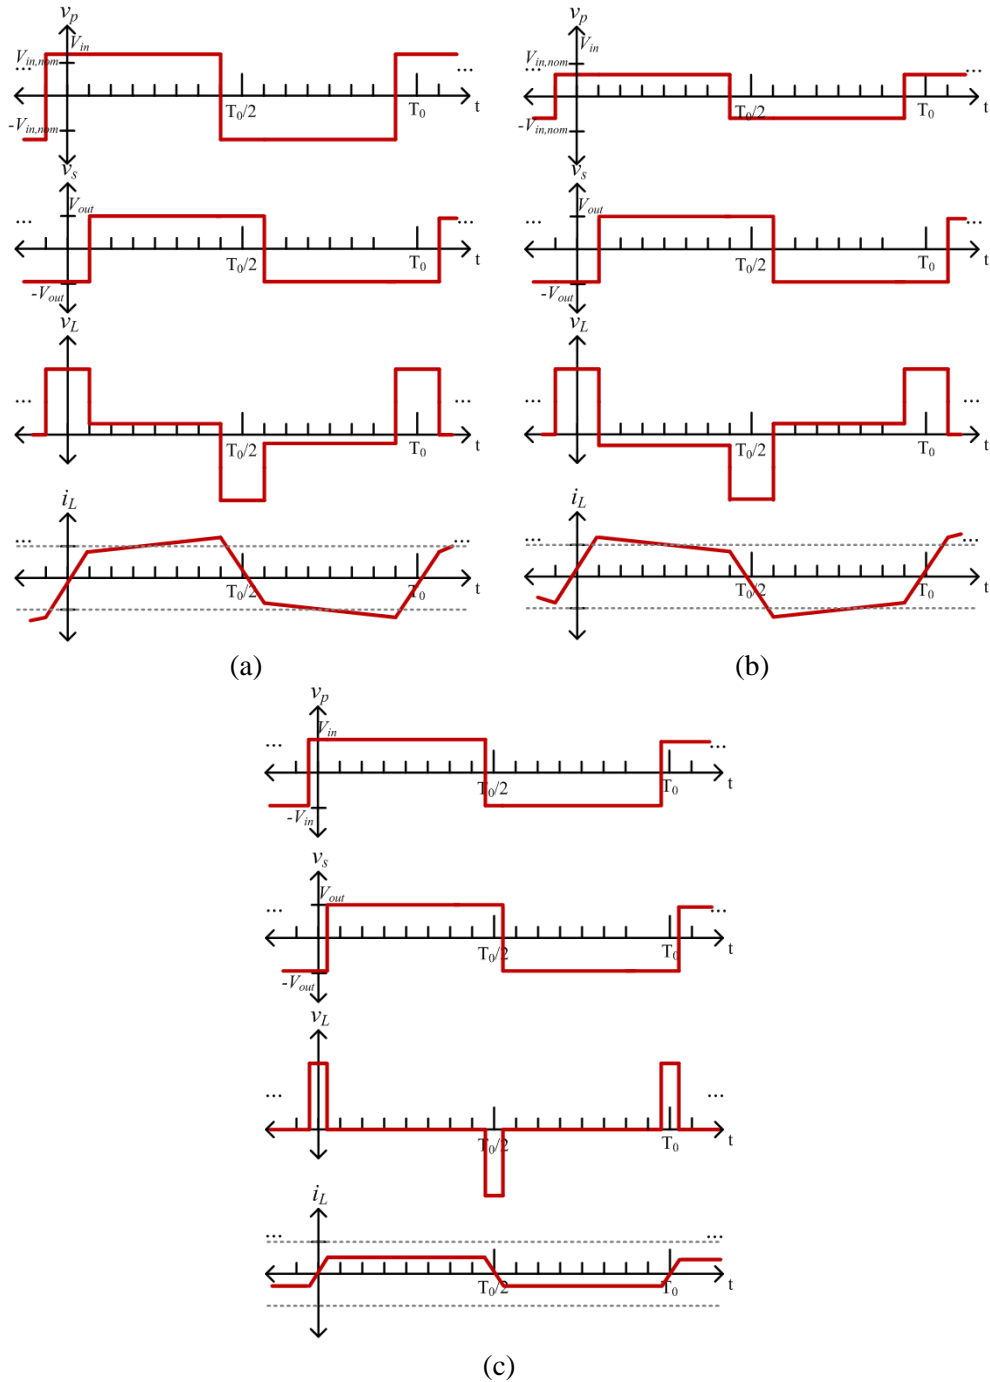 v_p
V_in
V_in,nom
... ...
T_0/2 T_0 t
-V_in,nom
v_s
... V_out ...
T_0/2 T_0 t
-V_out
v_L
... ...
T_0/2 T_0 t
i_L
... ...
T_0/2 T_0 t
(a)
v_p
V_in
V_in,nom
... ...
T_0/2 T_0 t
-V_in,nom
v_s
... V_out ...
T_0/2 T_0 t
-V_out
v_L
... ...
T_0/2 T_0 t
i_L
... ...
T_0/2 T_0 t
(b)
v_p
V_in
... ...
T_0/2 T_0 t
-V_in
v_s
V_out
... ...
T_0/2 T_0 t
-V_out
v_L
... ...
T_0/2 T_0 t
i_L
... ...
T_0/2 T_0 t
(c)